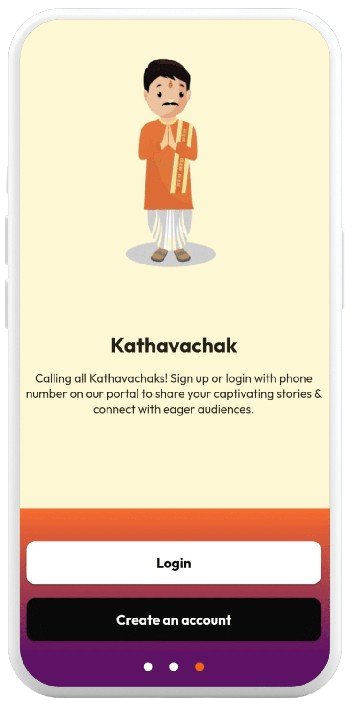 Kathavachak
Calling all Kathavachaks! Sign up or login with phone
number on our portal to share your captivating stories &
connect with eager audiences.
Login
Create an account